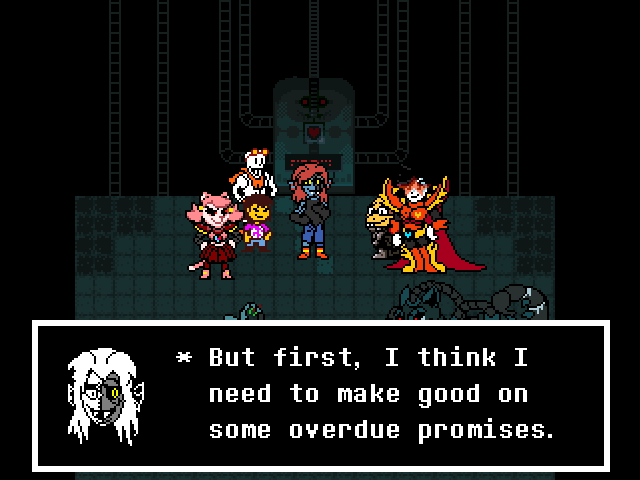 * But first, I think I
need to make good on
some overdue promises.